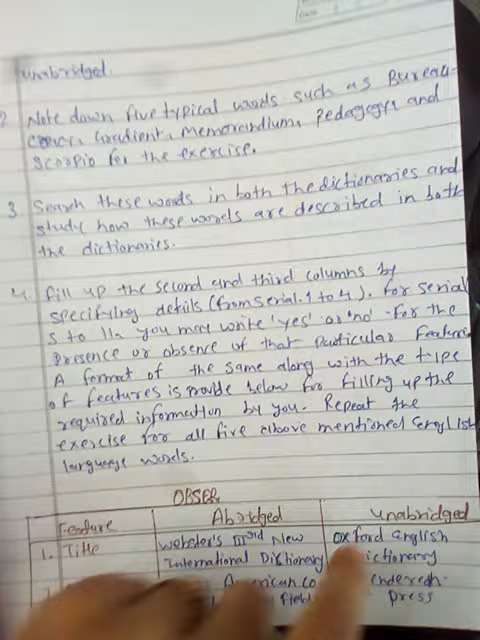 unabridged.
2 Note down five typical words such as Bureau-
cracy, Gradient, Memorandium, Pedagogy, and
Scorpio for the exercise.
3. Search these words in both the dictionaries and
study how these words are described in both
the dictionaries.
4. fill up the second and third columns by
specifying details (from serial. 1 to 4). for serial
5 to 11. you may write 'yes' or 'no' for the
presence or absence of that particular feature
A format of the same along with the type
of features is provide below for filling up the
required information by you. Repeat the
exercise for all five above mentioned English
language words.
OBSER
Feature Abridged Unabridged
1. Title Webster's IIIrd New Oxford English
International Dictionary ictionary
American co
press